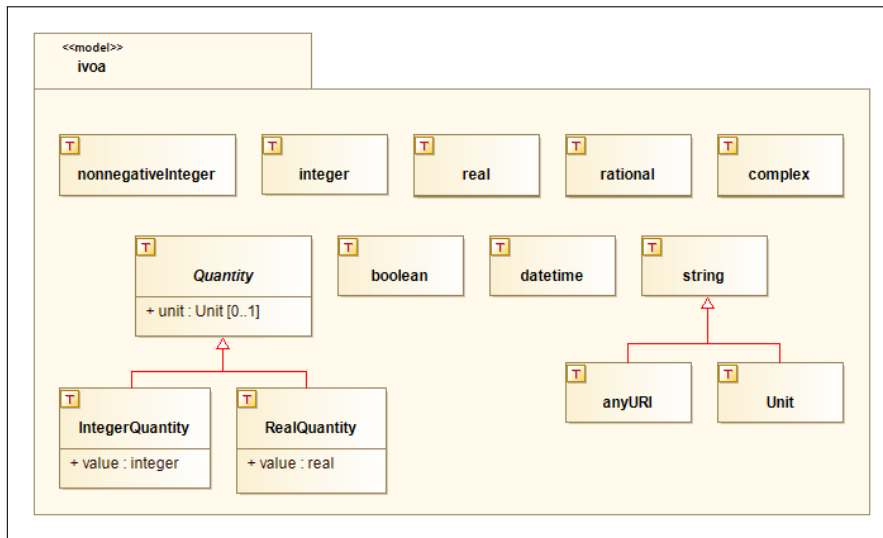 <<model>>
ivoa
T T T T T
nonnegativeInteger integer real rational complex
T T T T
Quantity boolean datetime string
+ unit : Unit [0..1]
T T T T
IntegerQuantity RealQuantity anyURI Unit
+ value : integer + value : real